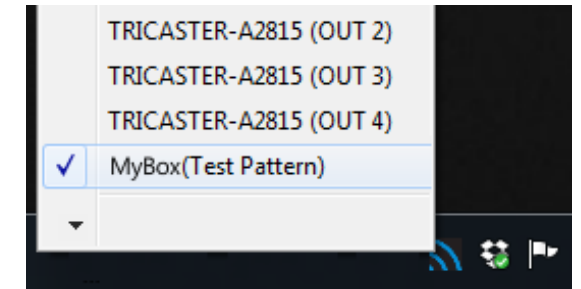 TRICASTER-A2815 (OUT 2)
TRICASTER-A2815 (OUT 3)
TRICASTER-A2815 (OUT 4)
MyBox(Test Pattern)